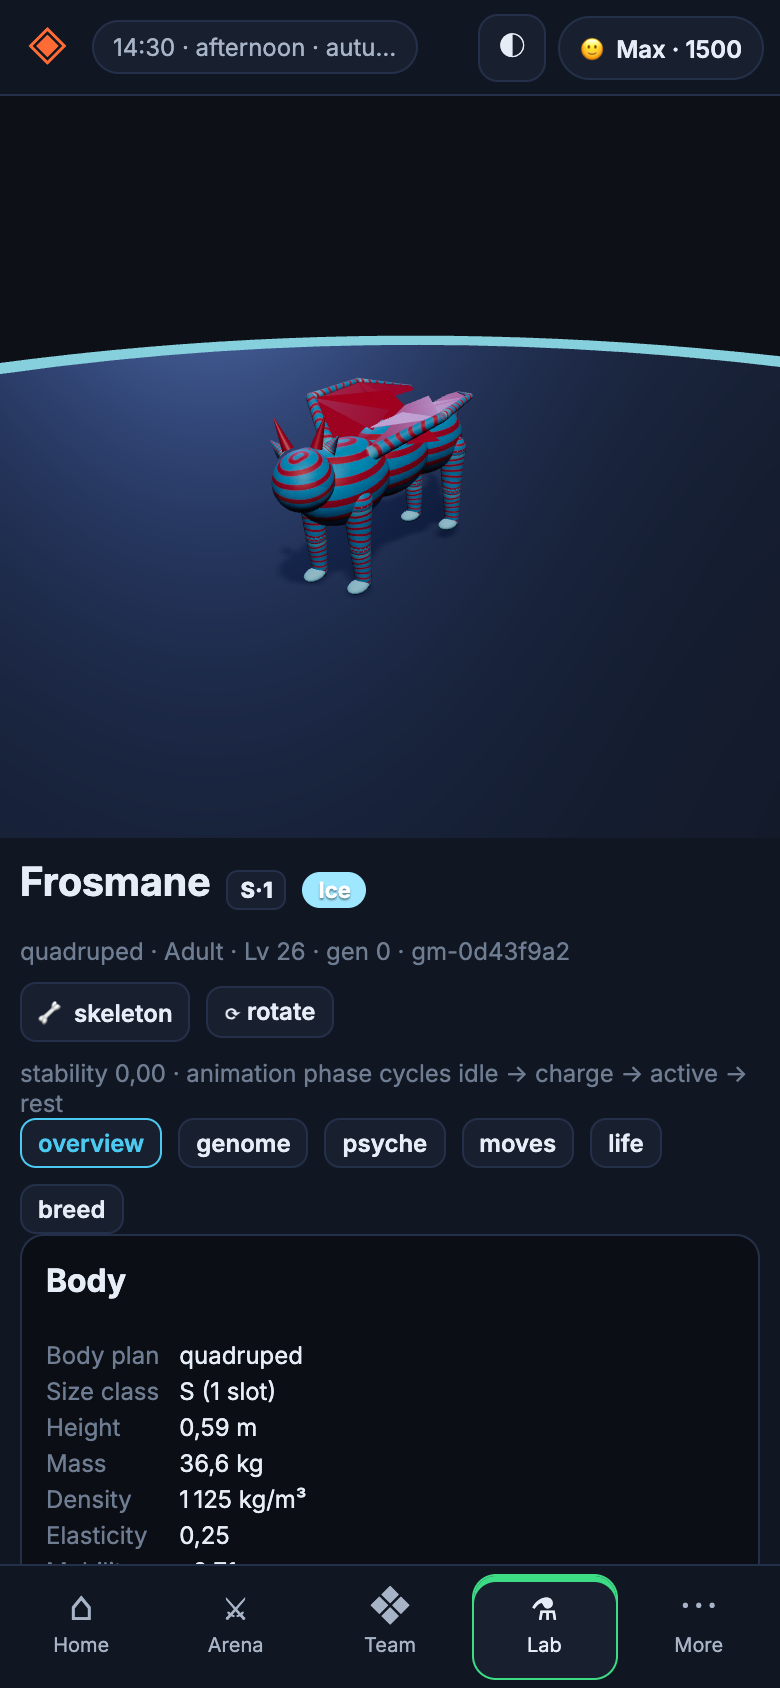 14:30 · afternoon · autu...
Max · 1500
Frosmane S·1 Ice
quadruped · Adult · Lv 26 · gen 0 · gm-0d43f9a2
skeleton
⟳ rotate
stability 0,00 · animation phase cycles idle → charge → active →
rest
overview genome psyche moves life
breed
Body
Body plan quadruped
Size class S (1 slot)
Height 0,59 m
Mass 36,6 kg
Density 1 125 kg/m³
Elasticity 0,25
Home Arena Team Lab More